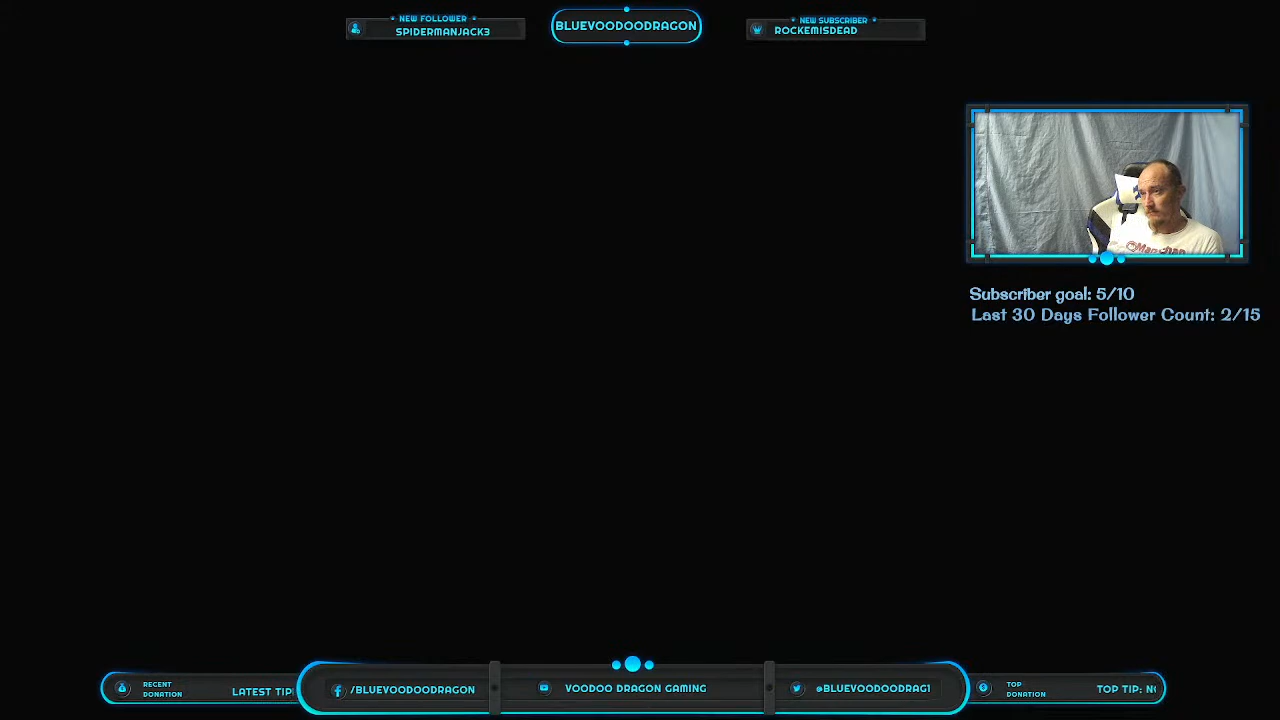 NEW FOLLOWER
SPIDERMANJACK3
BLUEVOODOODRAGON
NEW SUBSCRIBER
ROCKEMISDEAD
Subscriber goal: 5/10
Last 30 Days Follower Count: 2/15
RECENT
DONATION
LATEST TIP
/BLUEVOODOODRAGON
VOODOO DRAGON GAMING
@BLUEVOODOODRAG1
TOP
DONATION
TOP TIP: